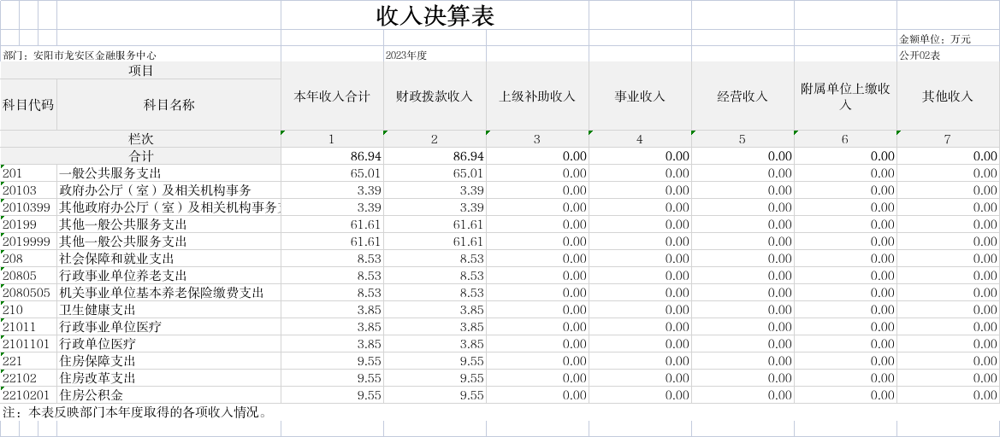 收入决算表
金额单位：万元
部门：安阳市龙安区金融服务中心 2023年度 公开02表
项目 本年收入合计 财政拨款收入 上级补助收入 事业收入 经营收入 附属单位上缴收入 其他收入
科目代码 科目名称
栏次 1 2 3 4 5 6 7
合计 86.94 86.94 0.00 0.00 0.00 0.00 0.00
201 一般公共服务支出 65.01 65.01 0.00 0.00 0.00 0.00 0.00
20103 政府办公厅（室）及相关机构事务 3.39 3.39 0.00 0.00 0.00 0.00 0.00
2010399 其他政府办公厅（室）及相关机构事务 3.39 3.39 0.00 0.00 0.00 0.00 0.00
20199 其他一般公共服务支出 61.61 61.61 0.00 0.00 0.00 0.00 0.00
2019999 其他一般公共服务支出 61.61 61.61 0.00 0.00 0.00 0.00 0.00
208 社会保障和就业支出 8.53 8.53 0.00 0.00 0.00 0.00 0.00
20805 行政事业单位养老支出 8.53 8.53 0.00 0.00 0.00 0.00 0.00
2080505 机关事业单位基本养老保险缴费支出 8.53 8.53 0.00 0.00 0.00 0.00 0.00
210 卫生健康支出 3.85 3.85 0.00 0.00 0.00 0.00 0.00
21011 行政事业单位医疗 3.85 3.85 0.00 0.00 0.00 0.00 0.00
2101101 行政单位医疗 3.85 3.85 0.00 0.00 0.00 0.00 0.00
221 住房保障支出 9.55 9.55 0.00 0.00 0.00 0.00 0.00
22102 住房改革支出 9.55 9.55 0.00 0.00 0.00 0.00 0.00
2210201 住房公积金 9.55 9.55 0.00 0.00 0.00 0.00 0.00
注：本表反映部门本年度取得的各项收入情况。